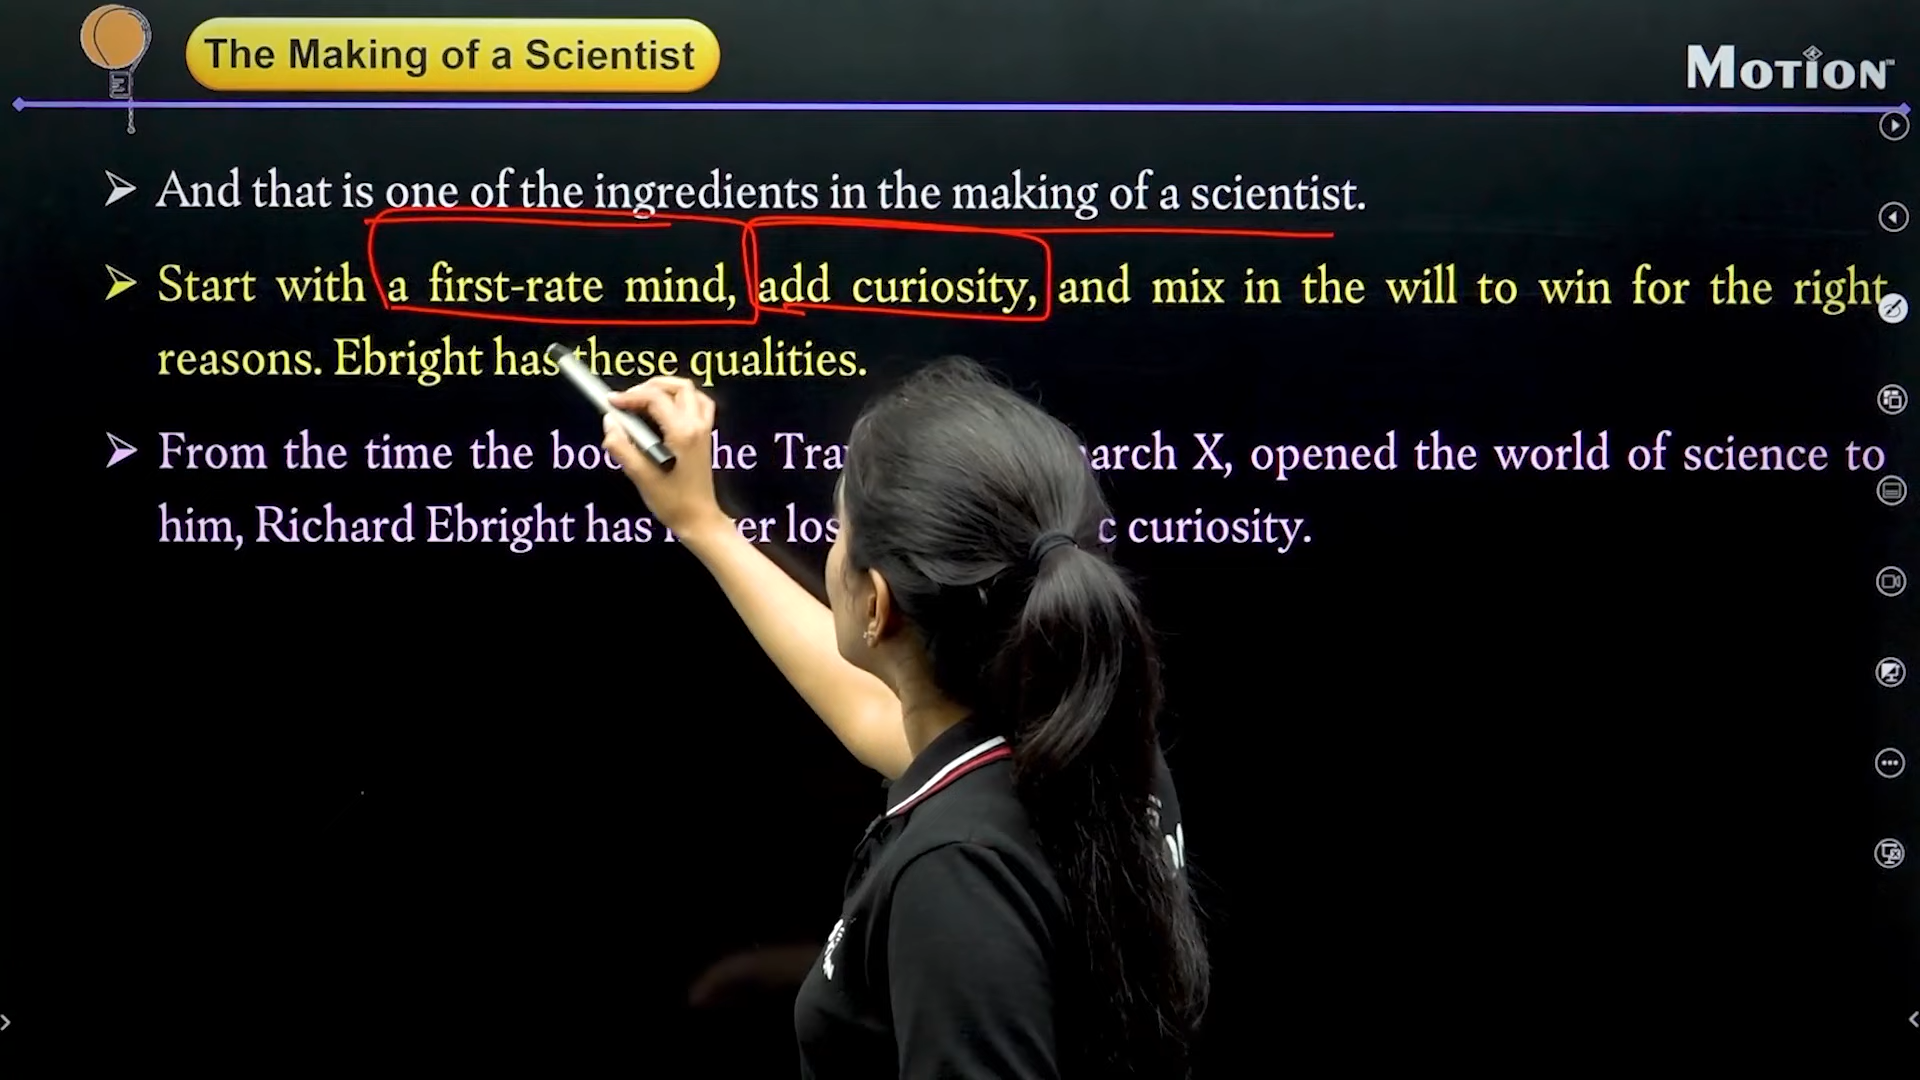 The Making of a Scientist
MOTION
And that is one of the ingredients in the making of a scientist.
Start with a first-rate mind, add curiosity, and mix in the will to win for the right
reasons. Ebright has these qualities.
From the time the he Tra arch X, opened the world of science to
him, Richard Ebright has curiosity.